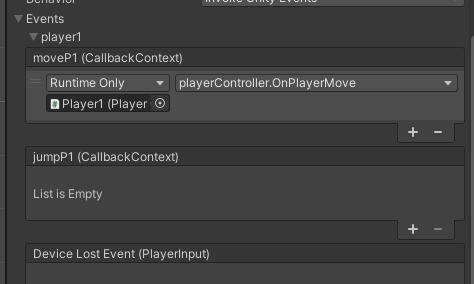 Behavior
Invoke Unity Events
Events
player1
moveP1 (CallbackContext)
Runtime Only
playerController.OnPlayerMove
Player1 (Player
jumpP1 (CallbackContext)
List is Empty
Device Lost Event (PlayerInput)